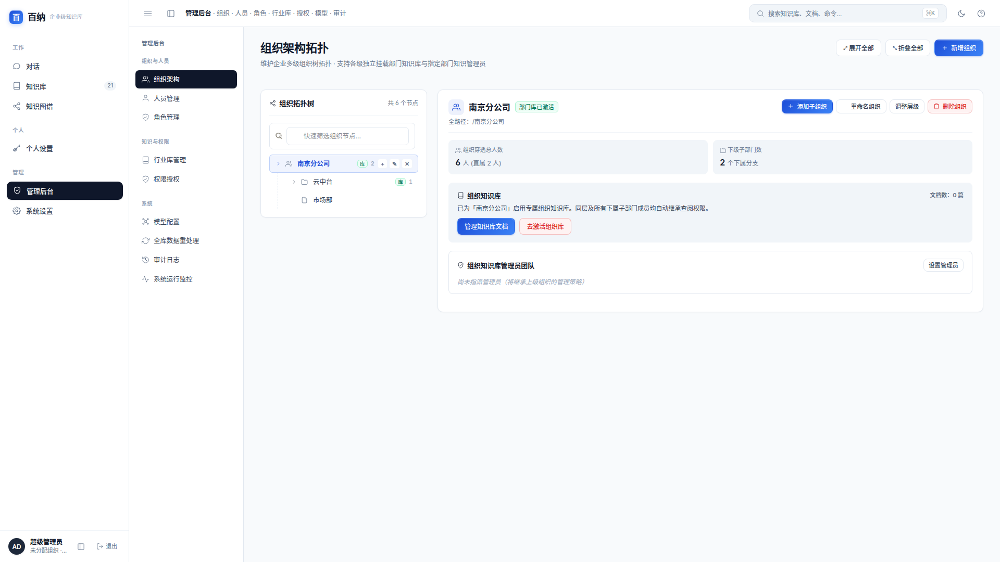 百 百纳 企业级知识库
工作
对话
知识库 21
知识图谱
个人
个人设置
管理
管理后台
系统设置
AD 超级管理员
未分配组织 ·...
退出
管理后台 · 组织 · 人员 · 角色 · 行业库 · 授权 · 模型 · 审计
搜索知识库、文档、命令... ⌘K
管理后台
组织与人员
组织架构
人员管理
角色管理
知识与权限
行业库管理
权限授权
系统
模型配置
全库数据重处理
审计日志
系统运行监控
组织架构拓扑
维护企业多级组织树拓扑 · 支持各级独立挂载部门知识库与指定部门知识管理员
⤢ 展开全部
⤡ 折叠全部
+ 新增组织
组织拓扑树 共 6 个节点
快速筛选组织节点...
南京分公司 库 2 + ✎ ✕
云中台 库 1
市场部
南京分公司 部门库已激活
+ 添加子组织 重命名组织 调整层级 删除组织
全路径：/南京分公司
组织穿透总人数
6 人 (直属 2 人)
下级子部门数
2 个下属分支
组织知识库 文档数：0 篇
已为「南京分公司」启用专属组织知识库。同层及所有下属子部门成员均自动继承查阅权限。
管理知识库文档 去激活组织库
组织知识库管理员团队 设置管理员
尚未指派管理员（将继承上级组织的管理策略）